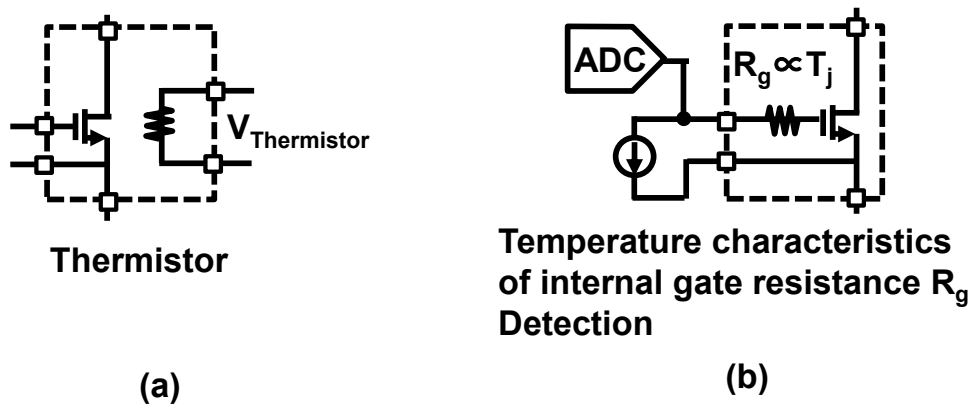 V_Thermistor
Thermistor
(a)
ADC
R_g∝T_j
Temperature characteristics
of internal gate resistance R_g
Detection
(b)